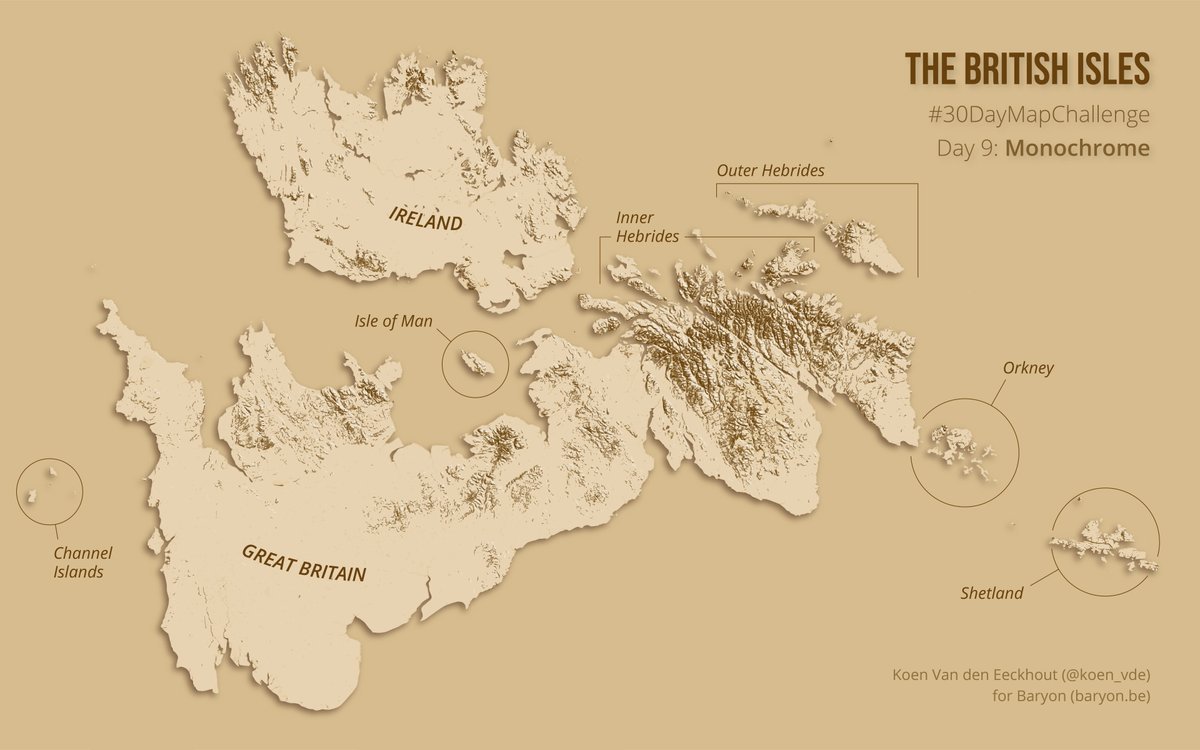 THE BRITISH ISLES
#30DayMapChallenge
Day 9: Monochrome
Outer Hebrides
Inner
Hebrides
IRELAND
Isle of Man
Orkney
Channel
Islands
GREAT BRITAIN
Shetland
Koen Van den Eeckhout (@koen_vde)
for Baryon (baryon.be)